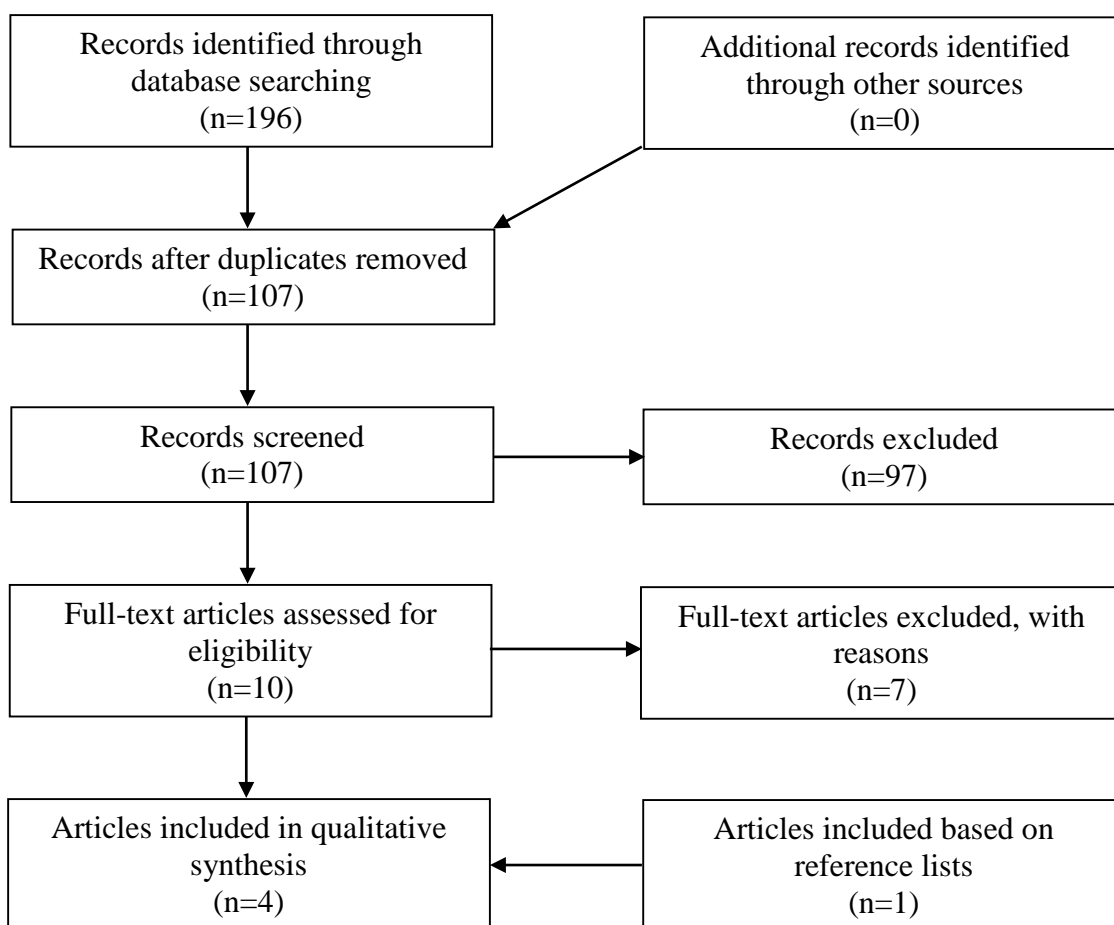 Records identified through
database searching
(n=196)
Additional records identified
through other sources
(n=0)
Records after duplicates removed
(n=107)
Records screened
(n=107)
Records excluded
(n=97)
Full-text articles assessed for
eligibility
(n=10)
Full-text articles excluded, with
reasons
(n=7)
Articles included in qualitative
synthesis
(n=4)
Articles included based on
reference lists
(n=1)